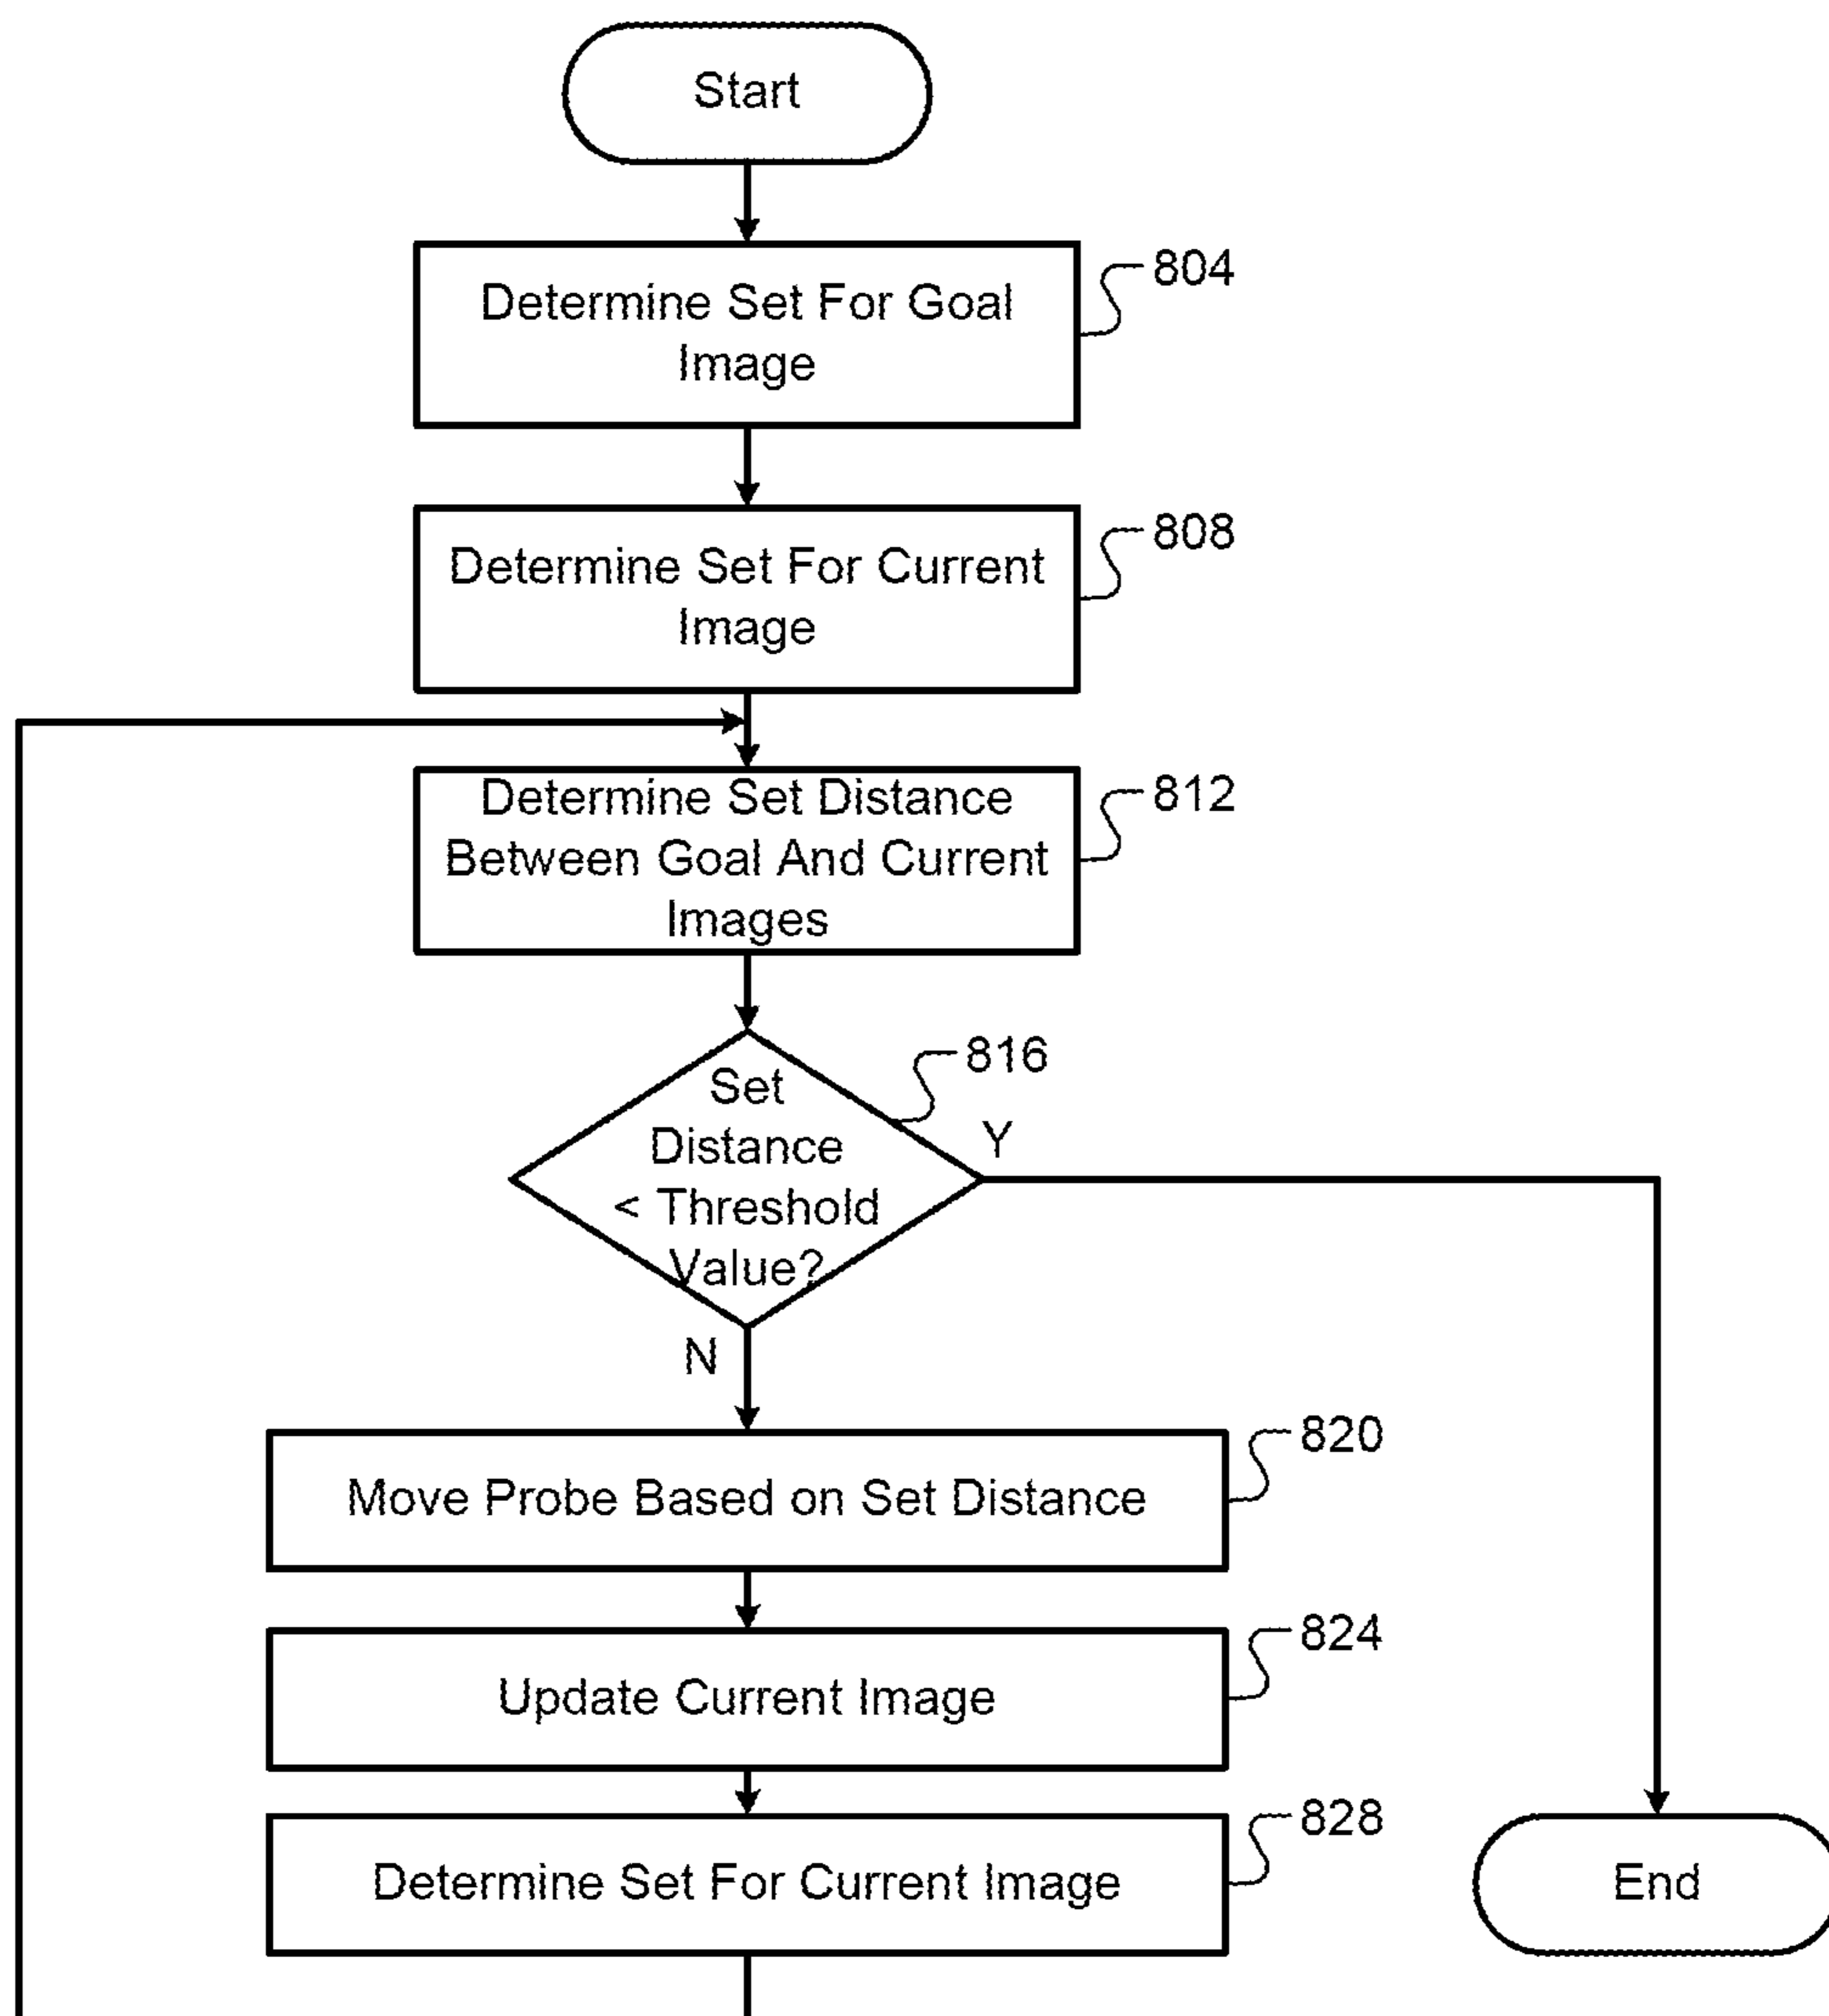 Start
Determine Set For Goal
Image
804
Determine Set For Current
Image
808
Determine Set Distance
Between Goal And Current
Images
812
Set
Distance
< Threshold
Value?
816
Y
N
Move Probe Based on Set Distance
820
Update Current Image
824
Determine Set For Current Image
828
End